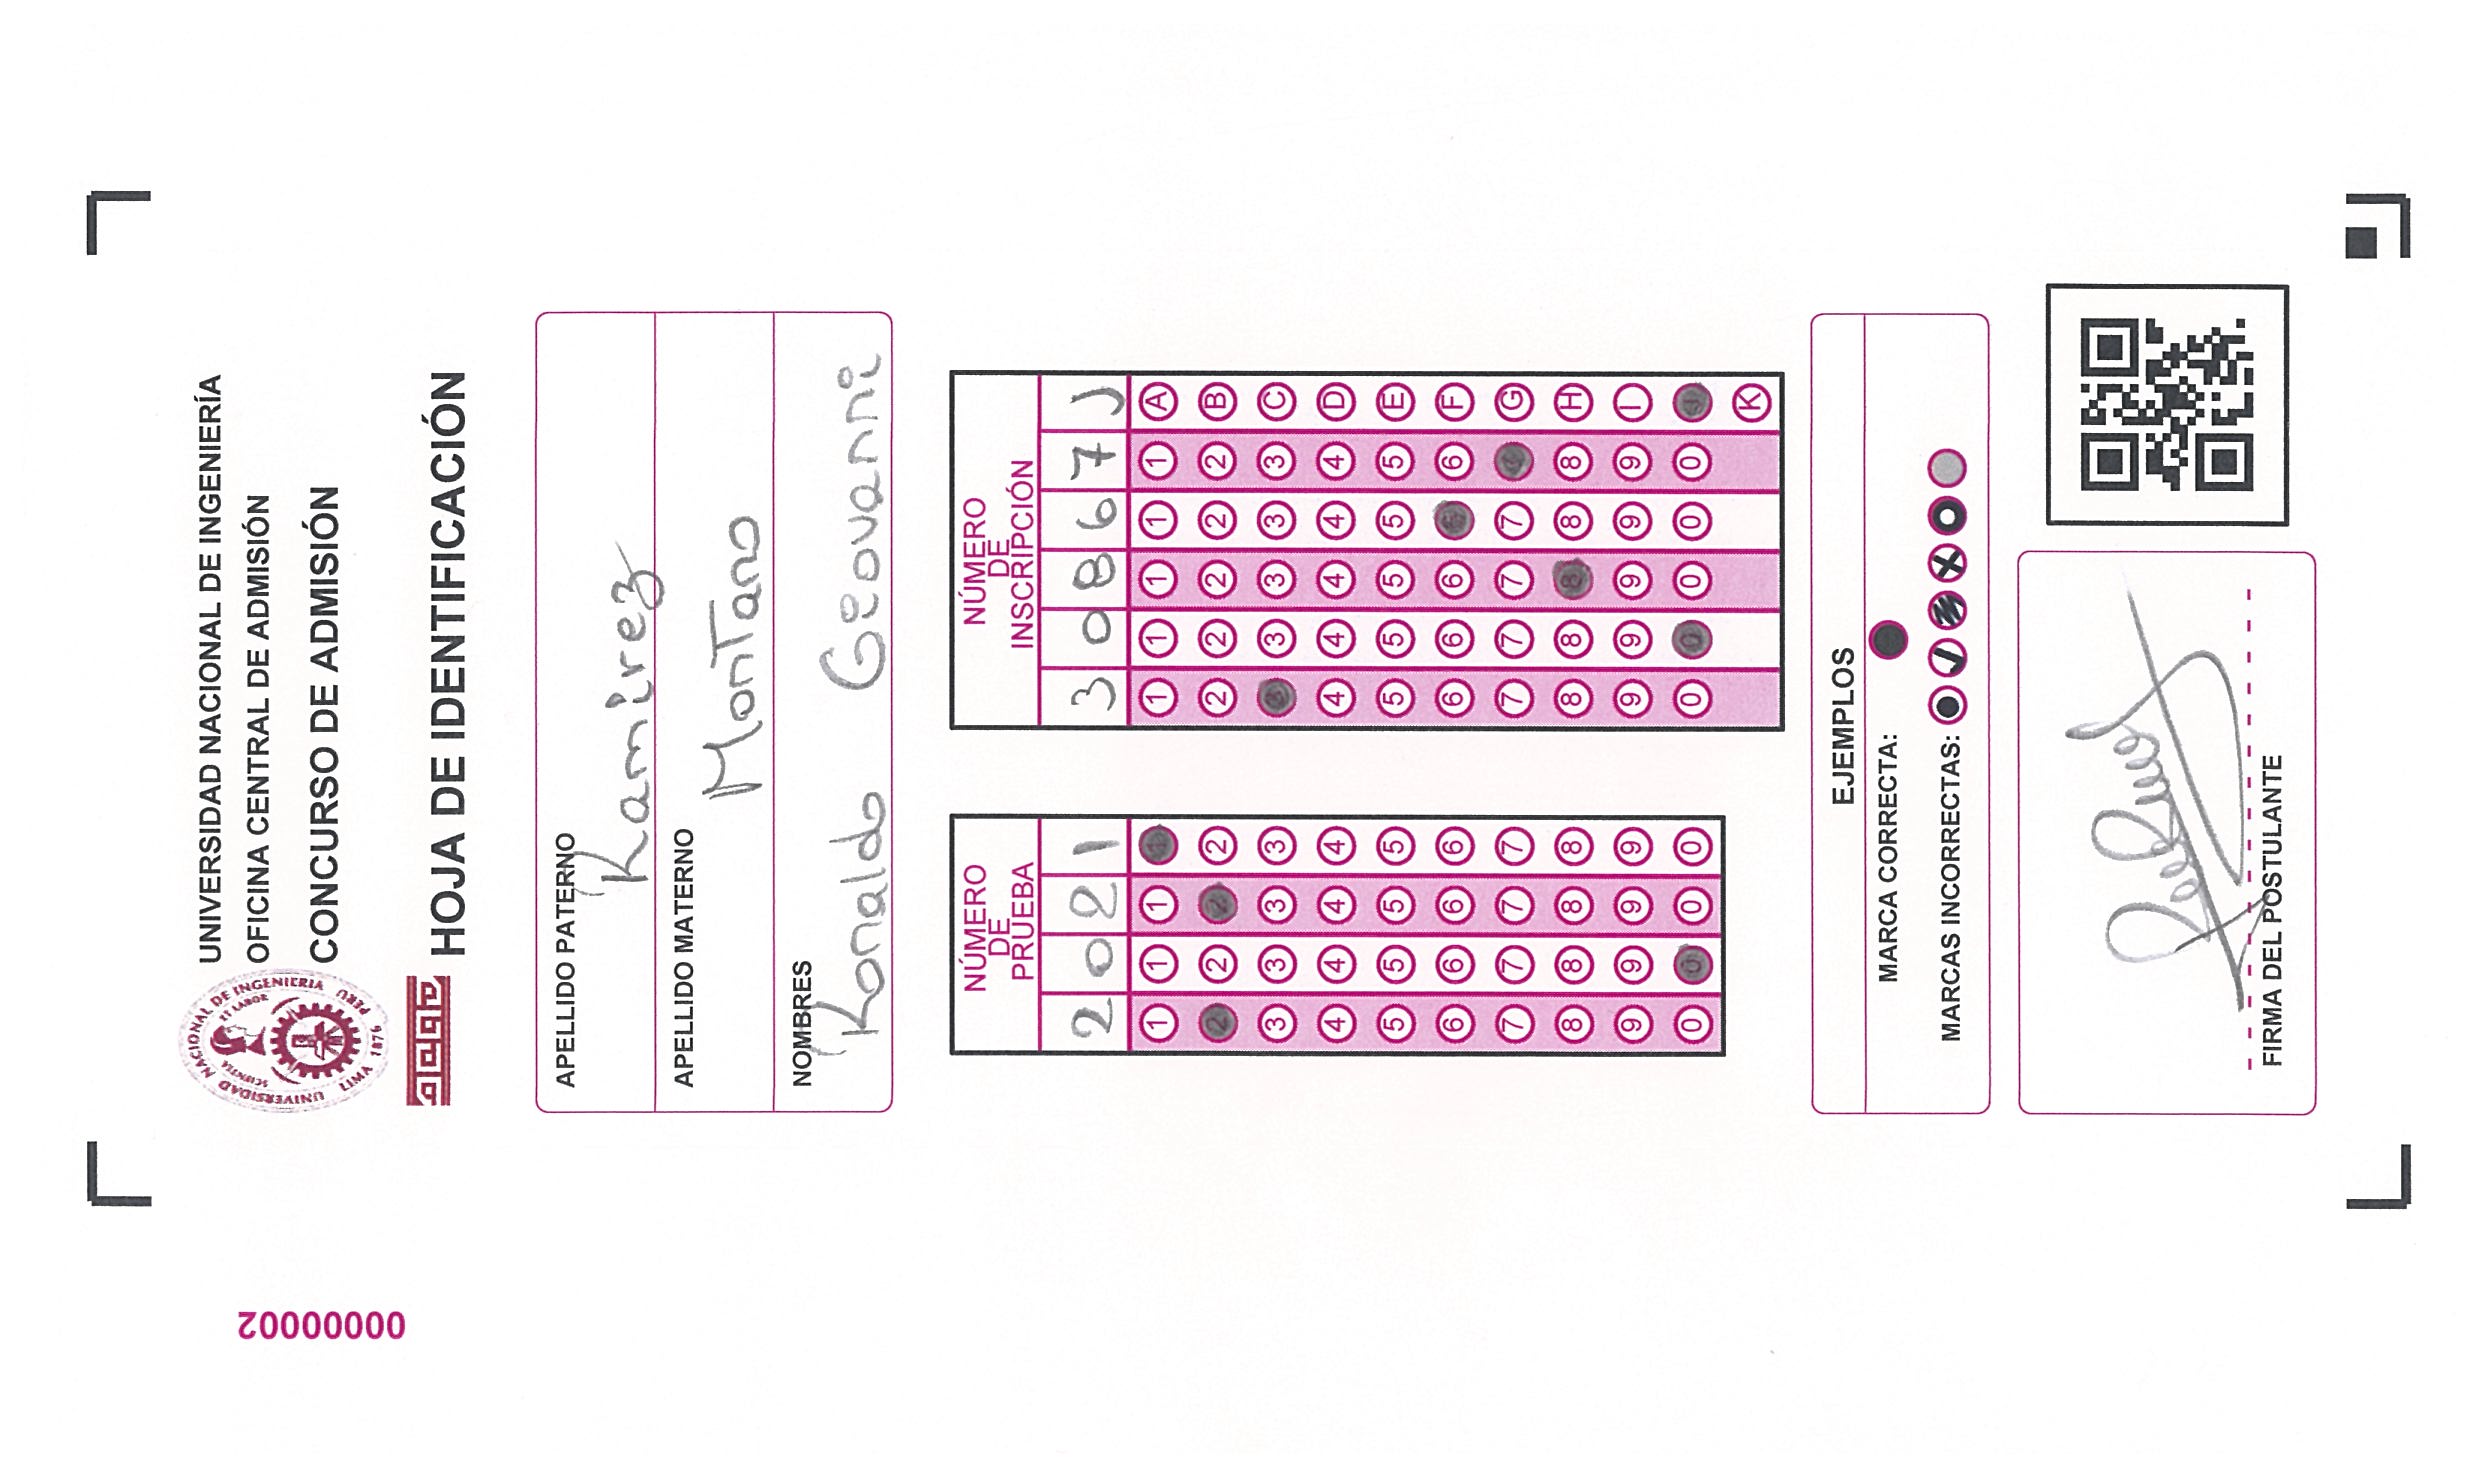 UNIVERSIDAD NACIONAL DE INGENIERÍA
OFICINA CENTRAL DE ADMISIÓN
CONCURSO DE ADMISIÓN
HOJA DE IDENTIFICACIÓN
UNIVERSIDAD NACIONAL DE INGENIERIA
SCIENTIA ET LABOR
LIMA 1876 PERU
APELLIDO PATERNO
Ramirez
APELLIDO MATERNO
Montano
NOMBRES
Ronaldo Geovanni
NÚMERO
DE
PRUEBA
2 0 2 1
1 1 1 1
2 2 2 2
3 3 3 3
4 4 4 4
5 5 5 5
6 6 6 6
7 7 7 7
8 8 8 8
9 9 9 9
0 0 0 0
NÚMERO
DE
INSCRIPCIÓN
3 0 8 6 7 J
1 1 1 1 1 A
2 2 2 2 2 B
3 3 3 3 3 C
4 4 4 4 4 D
5 5 5 5 5 E
6 6 6 6 6 F
7 7 7 7 7 G
8 8 8 8 8 H
9 9 9 9 9 I
0 0 0 0 0 J
K
EJEMPLOS
MARCA CORRECTA:
MARCAS INCORRECTAS:
FIRMA DEL POSTULANTE
00000002